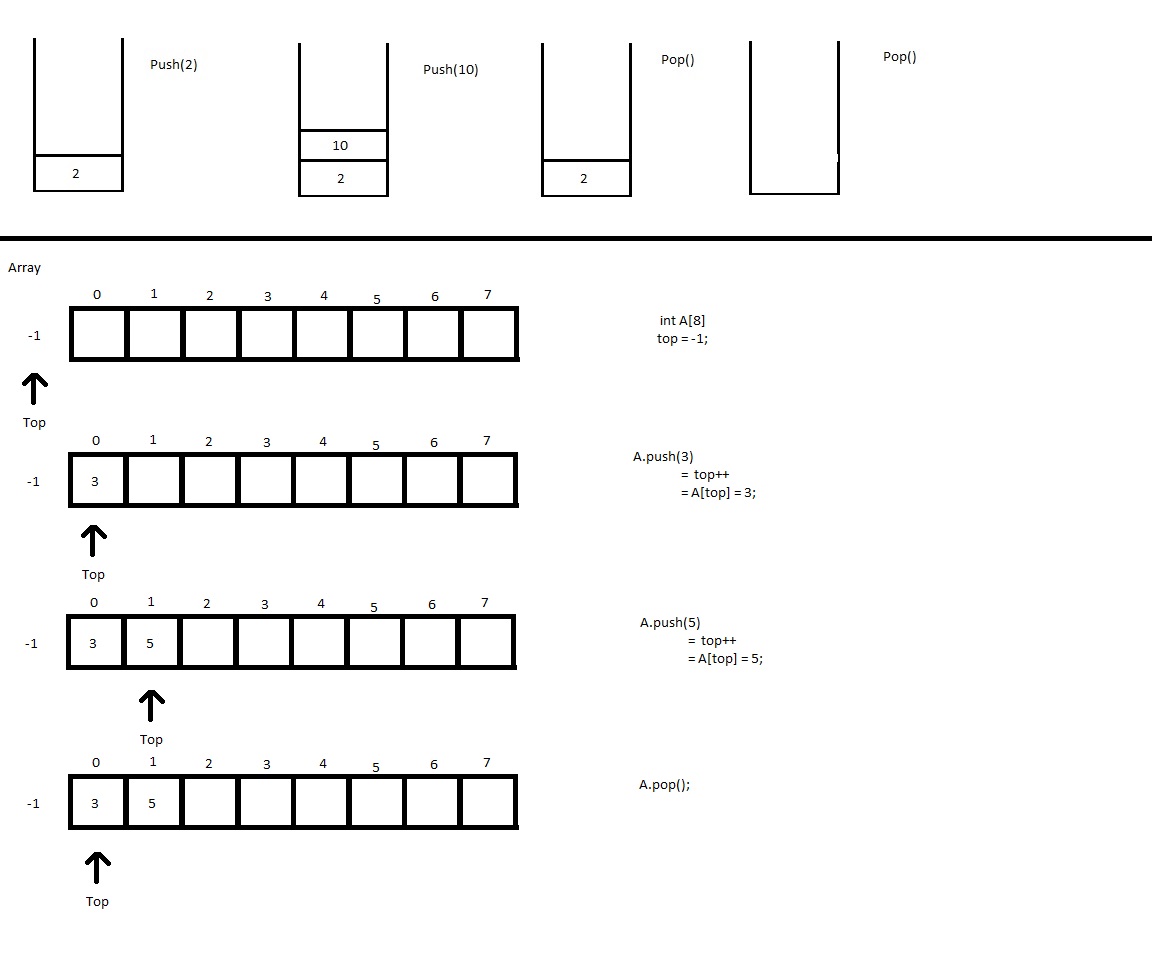 Push(2)
Push(10)
Pop()
Pop()
2
10
2
2
Array
0 1 2 3 4 5 6 7
-1
int A[8]
top = -1;
Top
0 1 2 3 4 5 6 7
-1 3
A.push(3)
= top++
= A[top] = 3;
Top
0 1 2 3 4 5 6 7
-1 3 5
A.push(5)
= top++
= A[top] = 5;
Top
0 1 2 3 4 5 6 7
-1 3 5
A.pop();
Top